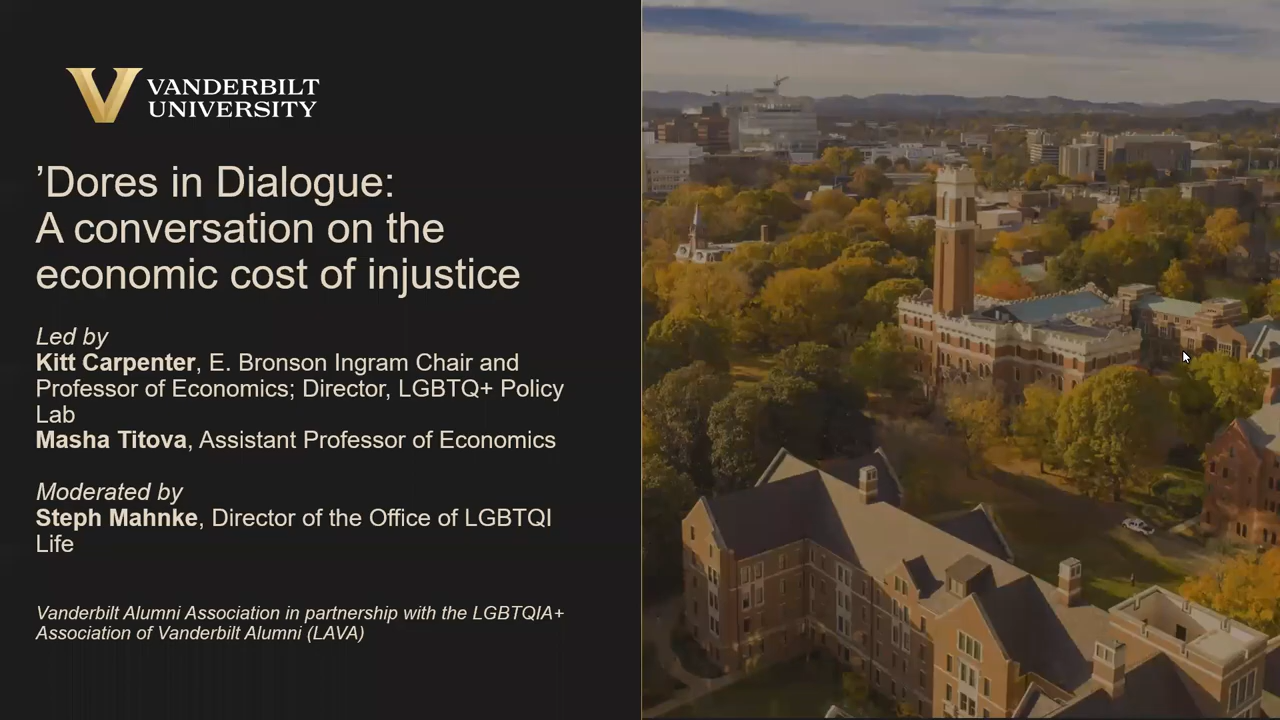 VANDERBILT
UNIVERSITY
’Dores in Dialogue:
A conversation on the
economic cost of injustice
Led by
Kitt Carpenter, E. Bronson Ingram Chair and
Professor of Economics; Director, LGBTQ+ Policy
Lab
Masha Titova, Assistant Professor of Economics
Moderated by
Steph Mahnke, Director of the Office of LGBTQI
Life
Vanderbilt Alumni Association in partnership with the LGBTQIA+
Association of Vanderbilt Alumni (LAVA)